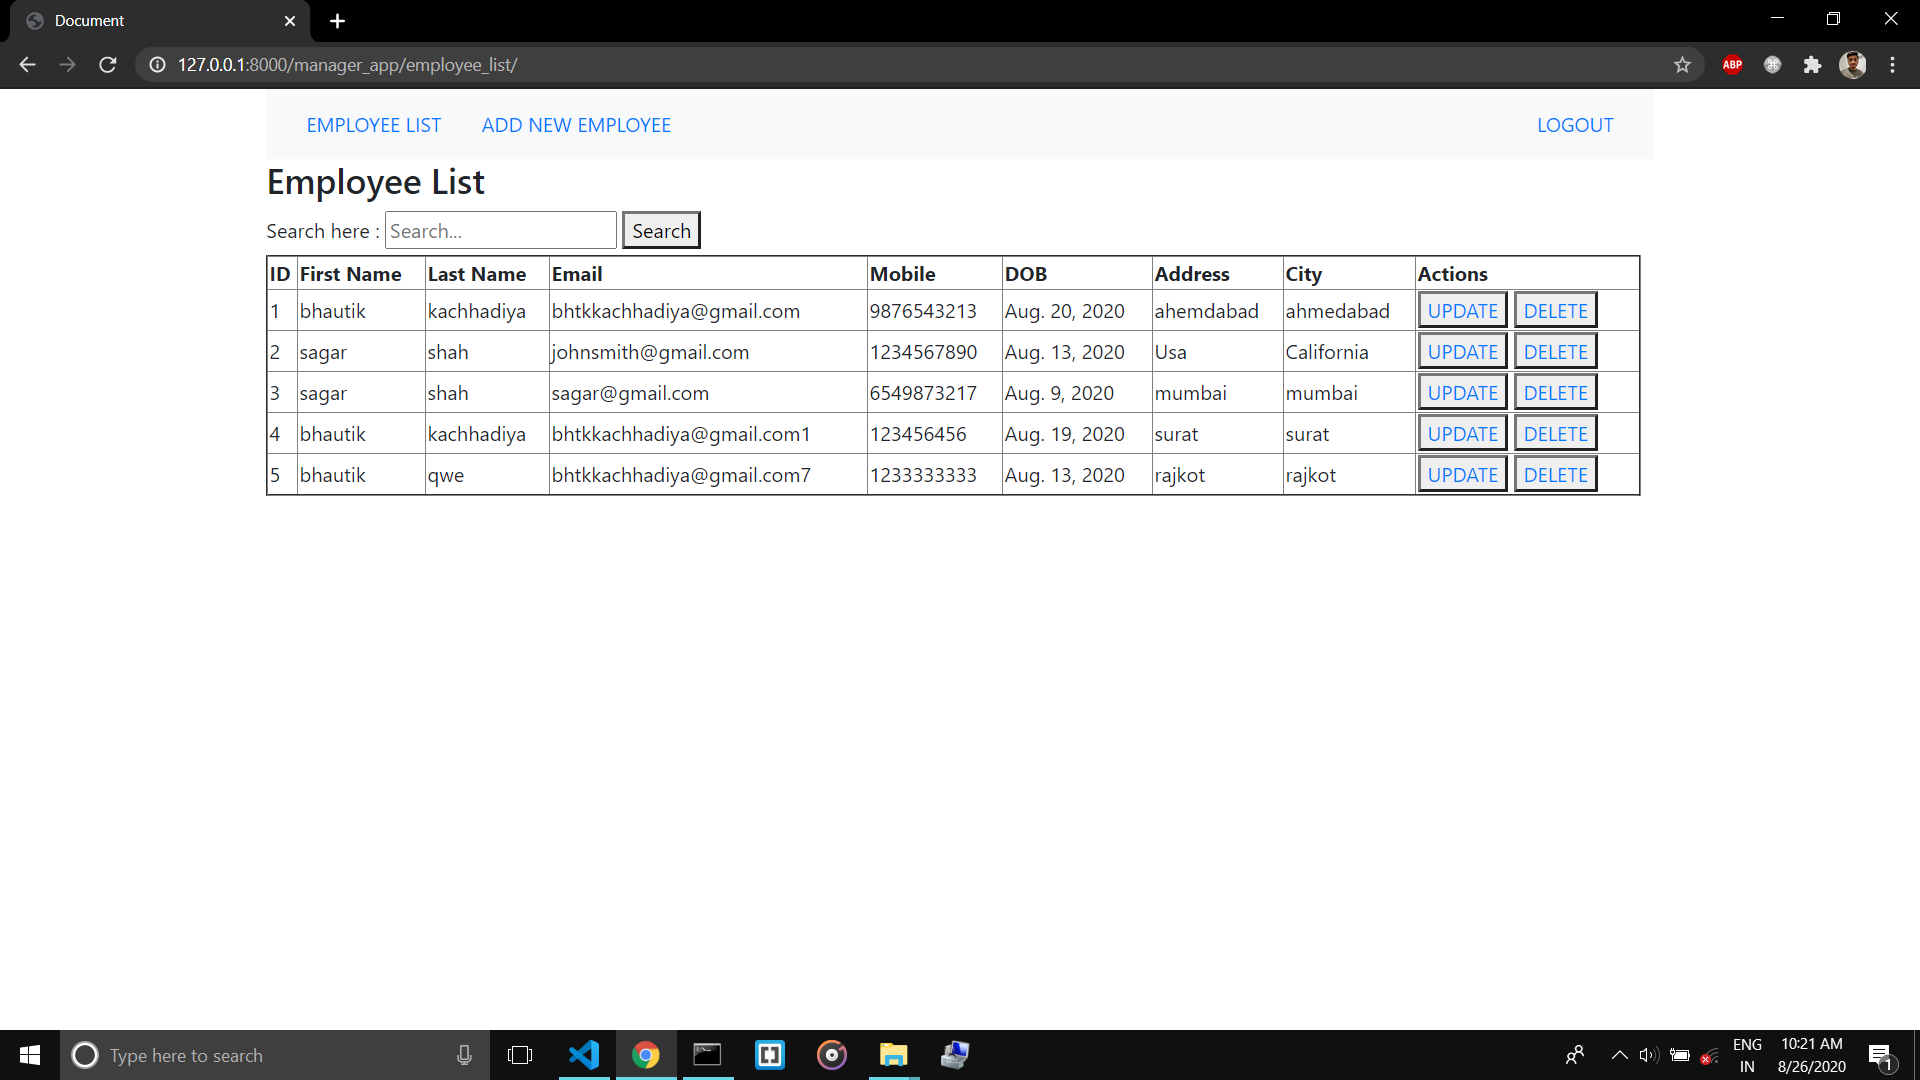 Document
127.0.0.1:8000/manager_app/employee_list/
ABP
EMPLOYEE LIST ADD NEW EMPLOYEE LOGOUT
Employee List
Search here : Search... Search
ID First Name Last Name Email Mobile DOB Address City Actions
1 bhautik kachhadiya bhtkkachhadiya@gmail.com 9876543213 Aug. 20, 2020 ahemdabad ahmedabad UPDATE DELETE
2 sagar shah johnsmith@gmail.com 1234567890 Aug. 13, 2020 Usa California UPDATE DELETE
3 sagar shah sagar@gmail.com 6549873217 Aug. 9, 2020 mumbai mumbai UPDATE DELETE
4 bhautik kachhadiya bhtkkachhadiya@gmail.com1 123456456 Aug. 19, 2020 surat surat UPDATE DELETE
5 bhautik qwe bhtkkachhadiya@gmail.com7 1233333333 Aug. 13, 2020 rajkot rajkot UPDATE DELETE
Type here to search
ENG 10:21 AM
IN 8/26/2020 1